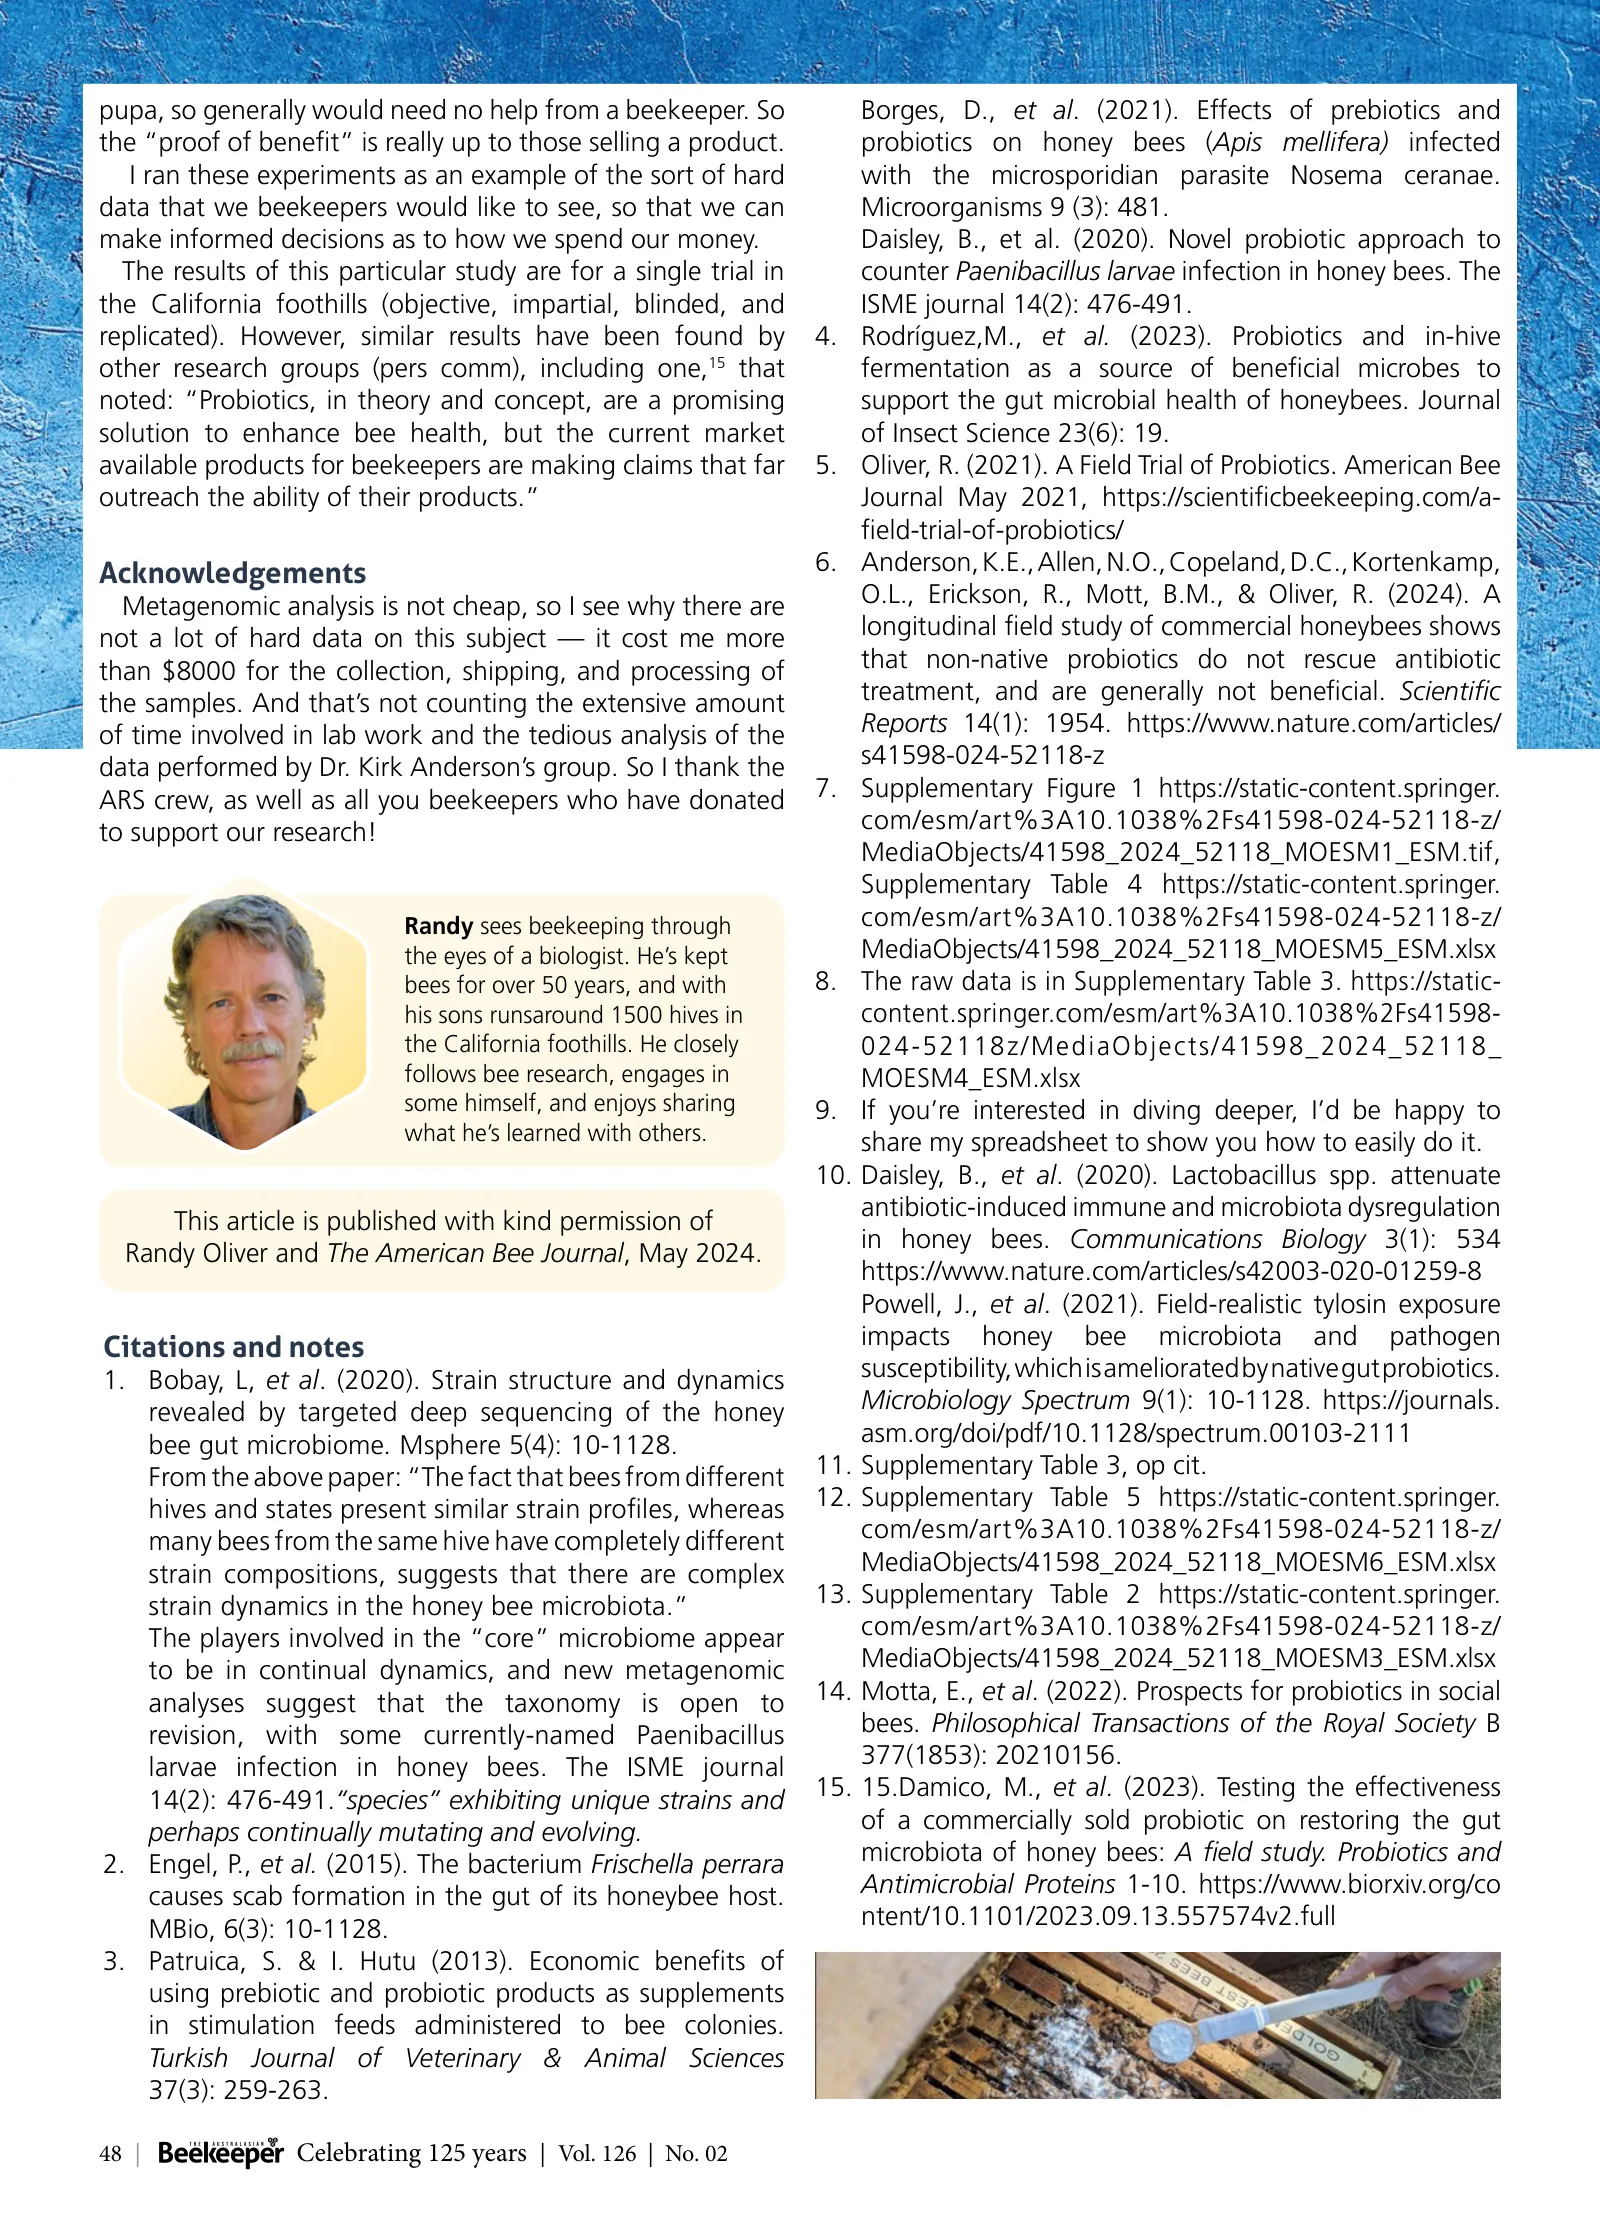 pupa, so generally would need no help from a beekeeper. So
the “proof of benefit” is really up to those selling a product.
I ran these experiments as an example of the sort of hard
data that we beekeepers would like to see, so that we can
make informed decisions as to how we spend our money.
The results of this particular study are for a single trial in
the California foothills (objective, impartial, blinded, and
replicated). However, similar results have been found by
other research groups (pers comm), including one,15 that
noted: “Probiotics, in theory and concept, are a promising
solution to enhance bee health, but the current market
available products for beekeepers are making claims that far
outreach the ability of their products.”
Acknowledgements
Metagenomic analysis is not cheap, so I see why there are
not a lot of hard data on this subject — it cost me more
than $8000 for the collection, shipping, and processing of
the samples. And that’s not counting the extensive amount
of time involved in lab work and the tedious analysis of the
data performed by Dr. Kirk Anderson’s group. So I thank the
ARS crew, as well as all you beekeepers who have donated
to support our research!
Randy sees beekeeping through
the eyes of a biologist. He’s kept
bees for over 50 years, and with
his sons runsaround 1500 hives in
the California foothills. He closely
follows bee research, engages in
some himself, and enjoys sharing
what he’s learned with others.
This article is published with kind permission of
Randy Oliver and The American Bee Journal, May 2024.
Citations and notes
1. Bobay, L, et al. (2020). Strain structure and dynamics
revealed by targeted deep sequencing of the honey
bee gut microbiome. Msphere 5(4): 10-1128.
From the above paper: “The fact that bees from different
hives and states present similar strain profiles, whereas
many bees from the same hive have completely different
strain compositions, suggests that there are complex
strain dynamics in the honey bee microbiota.”
The players involved in the “core” microbiome appear
to be in continual dynamics, and new metagenomic
analyses suggest that the taxonomy is open to
revision, with some currently-named Paenibacillus
larvae infection in honey bees. The ISME journal
14(2): 476-491.“species” exhibiting unique strains and
perhaps continually mutating and evolving.
2. Engel, P., et al. (2015). The bacterium Frischella perrara
causes scab formation in the gut of its honeybee host.
MBio, 6(3): 10-1128.
3. Patruica, S. & I. Hutu (2013). Economic benefits of
using prebiotic and probiotic products as supplements
in stimulation feeds administered to bee colonies.
Turkish Journal of Veterinary & Animal Sciences
37(3): 259-263.
Borges, D., et al. (2021). Effects of prebiotics and
probiotics on honey bees (Apis mellifera) infected
with the microsporidian parasite Nosema ceranae.
Microorganisms 9 (3): 481.
Daisley, B., et al. (2020). Novel probiotic approach to
counter Paenibacillus larvae infection in honey bees. The
ISME journal 14(2): 476-491.
4. Rodríguez,M., et al. (2023). Probiotics and in-hive
fermentation as a source of beneficial microbes to
support the gut microbial health of honeybees. Journal
of Insect Science 23(6): 19.
5. Oliver, R. (2021). A Field Trial of Probiotics. American Bee
Journal May 2021, https://scientificbeekeeping.com/a-
field-trial-of-probiotics/
6. Anderson, K.E., Allen, N.O., Copeland, D.C., Kortenkamp,
O.L., Erickson, R., Mott, B.M., & Oliver, R. (2024). A
longitudinal field study of commercial honeybees shows
that non-native probiotics do not rescue antibiotic
treatment, and are generally not beneficial. Scientific
Reports 14(1): 1954. https://www.nature.com/articles/
s41598-024-52118-z
7. Supplementary Figure 1 https://static-content.springer.
com/esm/art%3A10.1038%2Fs41598-024-52118-z/
MediaObjects/41598_2024_52118_MOESM1_ESM.tif,
Supplementary Table 4 https://static-content.springer.
com/esm/art%3A10.1038%2Fs41598-024-52118-z/
MediaObjects/41598_2024_52118_MOESM5_ESM.xlsx
8. The raw data is in Supplementary Table 3. https://static-
content.springer.com/esm/art%3A10.1038%2Fs41598-
024-52118z/MediaObjects/41598_2024_52118_
MOESM4_ESM.xlsx
9. If you’re interested in diving deeper, I’d be happy to
share my spreadsheet to show you how to easily do it.
10. Daisley, B., et al. (2020). Lactobacillus spp. attenuate
antibiotic-induced immune and microbiota dysregulation
in honey bees. Communications Biology 3(1): 534
https://www.nature.com/articles/s42003-020-01259-8
Powell, J., et al. (2021). Field-realistic tylosin exposure
impacts honey bee microbiota and pathogen
susceptibility, which is ameliorated by native gut probiotics.
Microbiology Spectrum 9(1): 10-1128. https://journals.
asm.org/doi/pdf/10.1128/spectrum.00103-2111
11. Supplementary Table 3, op cit.
12. Supplementary Table 5 https://static-content.springer.
com/esm/art%3A10.1038%2Fs41598-024-52118-z/
MediaObjects/41598_2024_52118_MOESM6_ESM.xlsx
13. Supplementary Table 2 https://static-content.springer.
com/esm/art%3A10.1038%2Fs41598-024-52118-z/
MediaObjects/41598_2024_52118_MOESM3_ESM.xlsx
14. Motta, E., et al. (2022). Prospects for probiotics in social
bees. Philosophical Transactions of the Royal Society B
377(1853): 20210156.
15. 15.Damico, M., et al. (2023). Testing the effectiveness
of a commercially sold probiotic on restoring the gut
microbiota of honey bees: A field study. Probiotics and
Antimicrobial Proteins 1-10. https://www.biorxiv.org/co
ntent/10.1101/2023.09.13.557574v2.full
GOLDEN
EST BEES
48 | THE AUSTRALASIAN Beekeeper Celebrating 125 years | Vol. 126 | No. 02